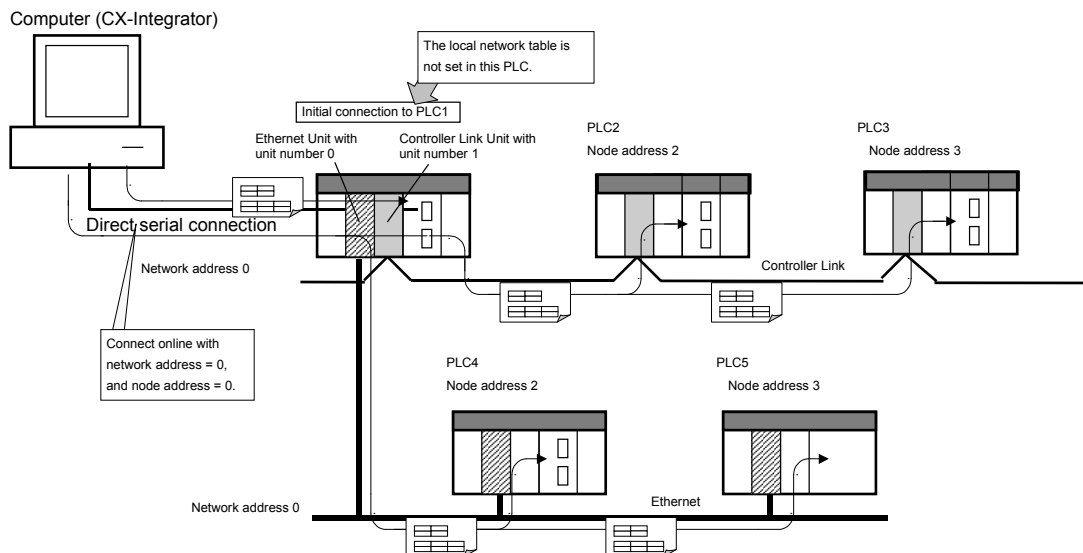 Computer (CX-Integrator)
The local network table is
not set in this PLC.
Initial connection to PLC1
Ethernet Unit with
unit number 0
Controller Link Unit with
unit number 1
PLC2
Node address 2
PLC3
Node address 3
Direct serial connection
Network address 0
Controller Link
Connect online with
network address = 0,
and node address = 0.
PLC4
Node address 2
PLC5
Node address 3
Network address 0
Ethernet